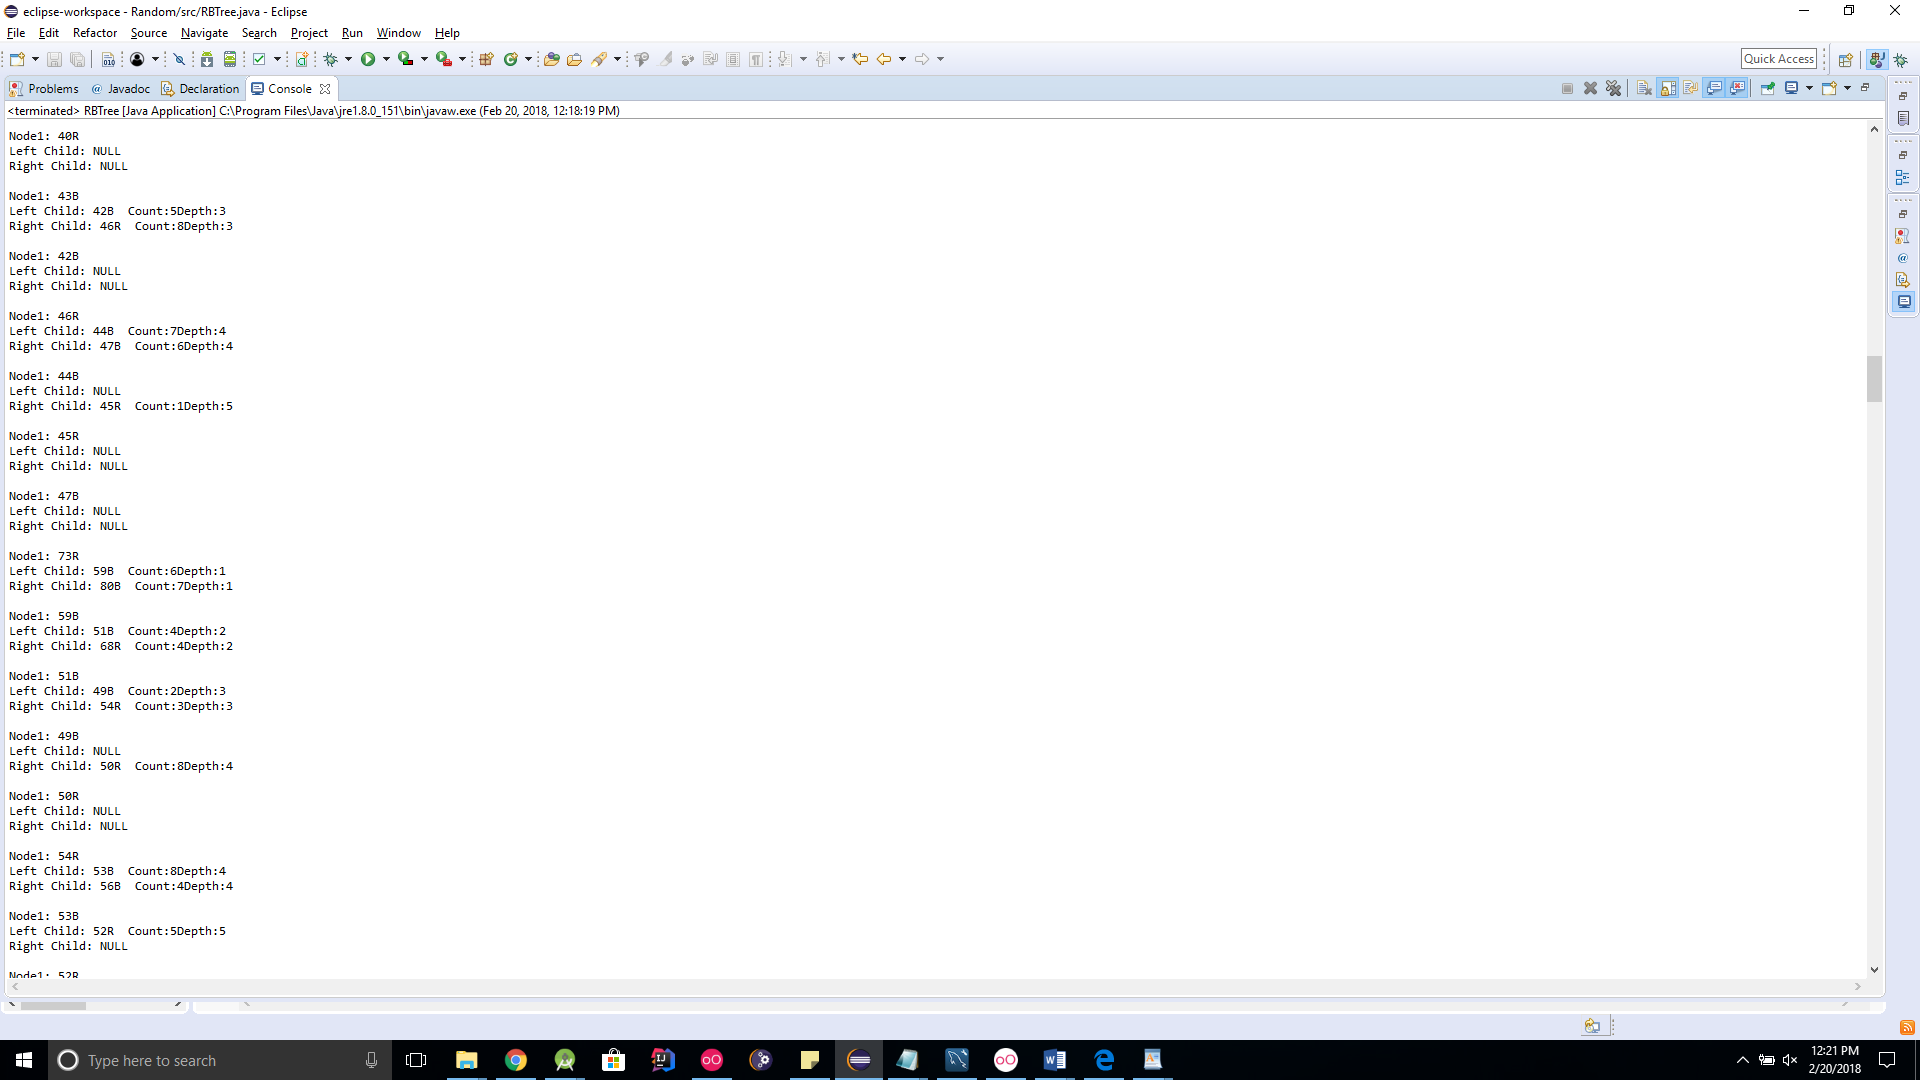 eclipse-workspace - Random/src/RBTree.java - Eclipse
File Edit Refactor Source Navigate Search Project Run Window Help
Quick Access
Problems @ Javadoc Declaration Console
<terminated> RBTree [Java Application] C:\Program Files\Java\jre1.8.0_151\bin\javaw.exe (Feb 20, 2018, 12:18:19 PM)
Node1: 40R
Left Child: NULL
Right Child: NULL
Node1: 43B
Left Child: 42B  Count:5Depth:3
Right Child: 46R  Count:8Depth:3
Node1: 42B
Left Child: NULL
Right Child: NULL
Node1: 46R
Left Child: 44B  Count:7Depth:4
Right Child: 47B  Count:6Depth:4
Node1: 44B
Left Child: NULL
Right Child: 45R  Count:1Depth:5
Node1: 45R
Left Child: NULL
Right Child: NULL
Node1: 47B
Left Child: NULL
Right Child: NULL
Node1: 73R
Left Child: 59B  Count:6Depth:1
Right Child: 80B  Count:7Depth:1
Node1: 59B
Left Child: 51B  Count:4Depth:2
Right Child: 68R  Count:4Depth:2
Node1: 51B
Left Child: 49B  Count:2Depth:3
Right Child: 54R  Count:3Depth:3
Node1: 49B
Left Child: NULL
Right Child: 50R  Count:8Depth:4
Node1: 50R
Left Child: NULL
Right Child: NULL
Node1: 54R
Left Child: 53B  Count:8Depth:4
Right Child: 56B  Count:4Depth:4
Node1: 53B
Left Child: 52R  Count:5Depth:5
Right Child: NULL
Node1: 52R
Type here to search
12:21 PM
2/20/2018